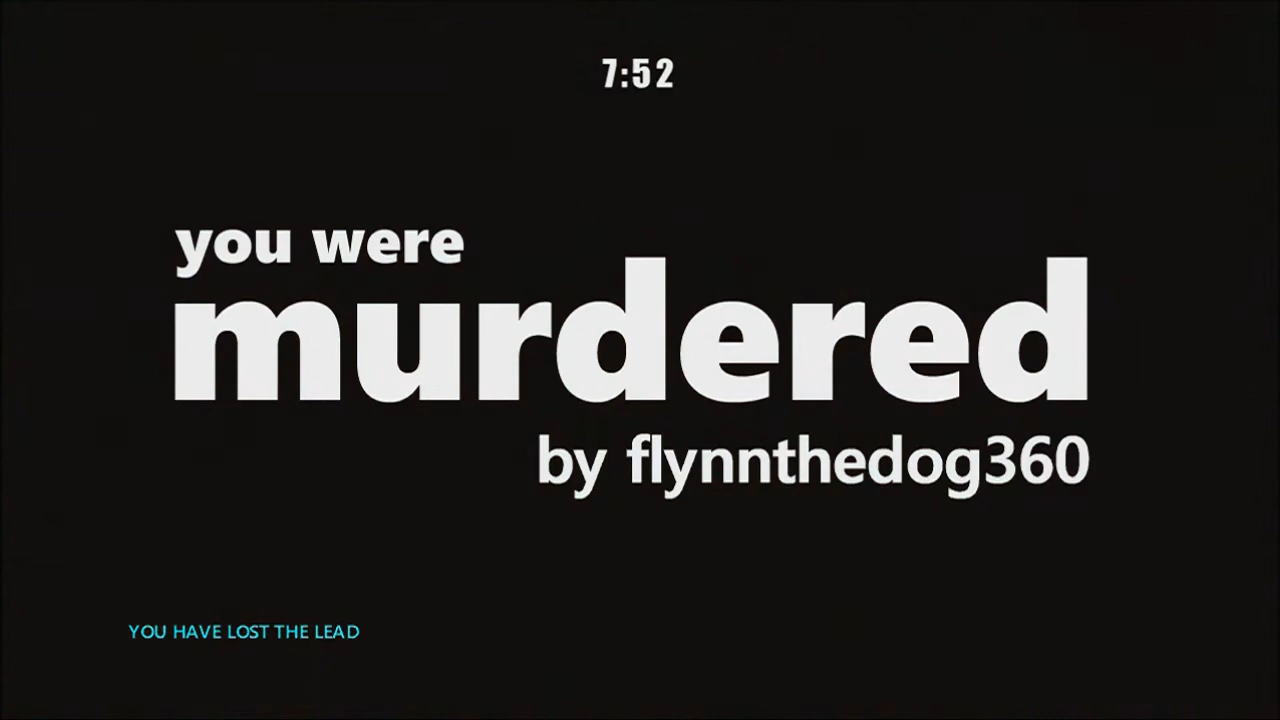 7:52
you were
murdered
by flynnthedog360
YOU HAVE LOST THE LEAD